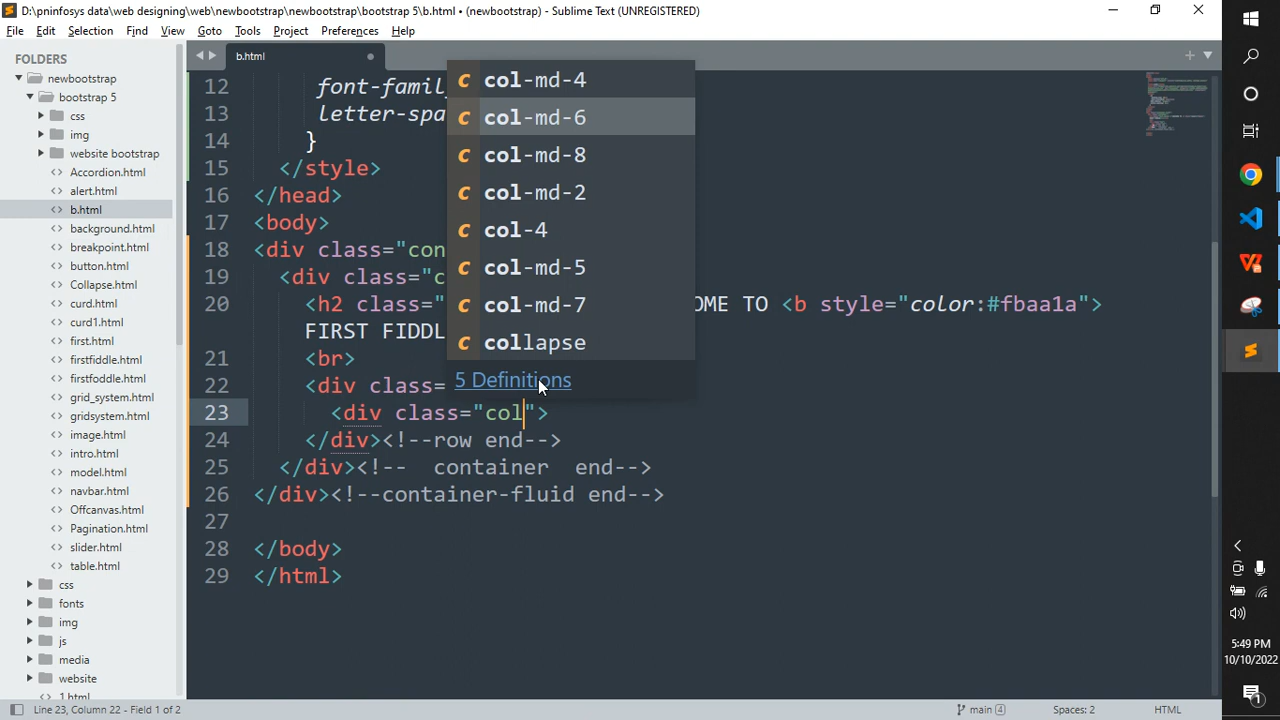 D:\pninfosys data\web designing\web\newbootstrap\newbootstrap\bootstrap 5\b.html • (newbootstrap) - Sublime Text (UNREGISTERED)
File Edit Selection Find View Goto Tools Project Preferences Help
FOLDERS
newbootstrap
bootstrap 5
css
img
website bootstrap
Accordion.html
alert.html
b.html
background.html
breakpoint.html
button.html
Collapse.html
curd.html
curd1.html
first.html
firstfiddle.html
firstfoddle.html
grid_system.html
gridsystem.html
image.html
intro.html
model.html
navbar.html
Offcanvas.html
Pagination.html
slider.html
table.html
css
fonts
img
js
media
website
1.html
b.html
12 font-famil
13 letter-spa
14 }
15 </style>
16 </head>
17 <body>
18 <div class="con
19 <div class="c
20 <h2 class=" OME TO <b style="color:#fbaa1a">
FIRST FIDDL
21 <br>
22 <div class=
23 <div class="col">
24 </div><!--row end-->
25 </div><!-- container end-->
26 </div><!--container-fluid end-->
27
28 </body>
29 </html>
c col-md-4
c col-md-6
c col-md-8
c col-md-2
c col-4
c col-md-5
c col-md-7
c collapse
5 Definitions
Line 23, Column 22 - Field 1 of 2
main 4
Spaces: 2
HTML
5:49 PM
10/10/2022
1